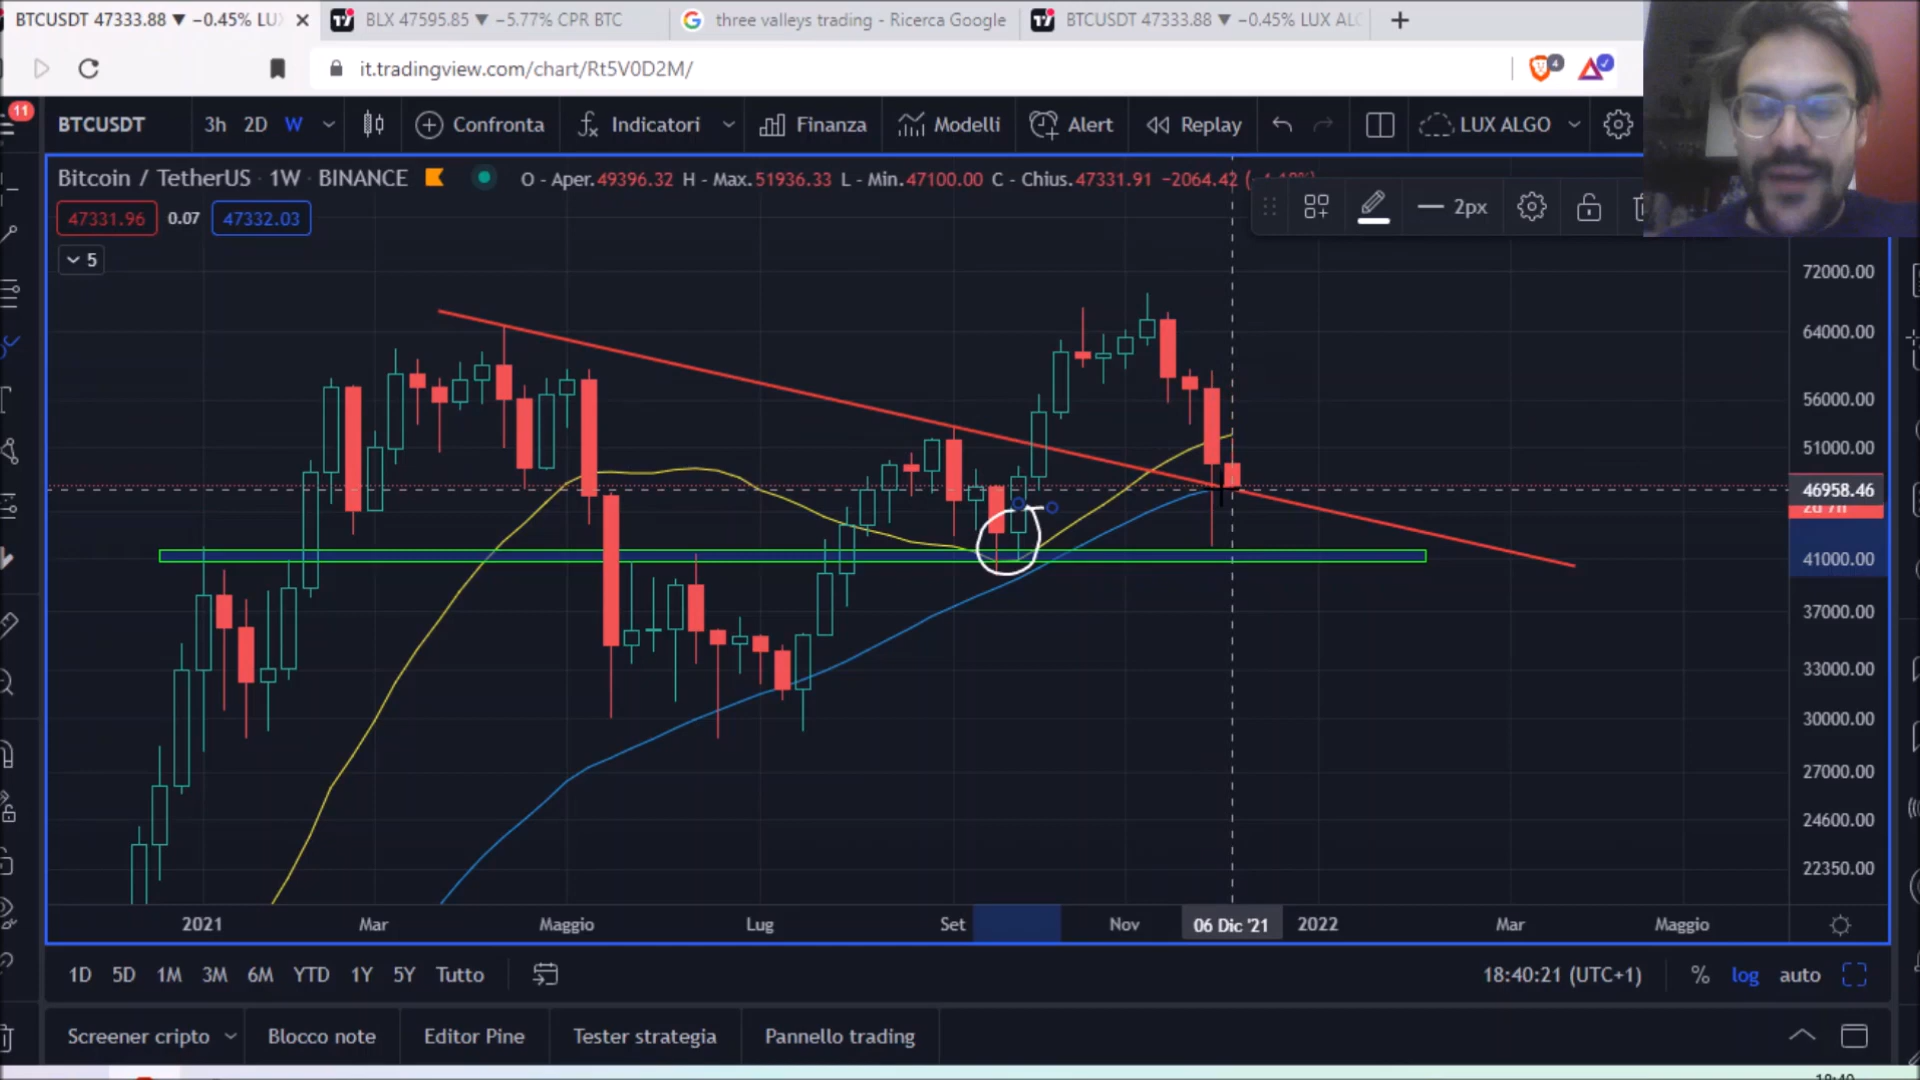 BTCUSDT 47333.88 ▼ −0.45% LUX
BLX 47595.85 ▼ −5.77% CPR BTC
three valleys trading - Ricerca Google
BTCUSDT 47333.88 ▼ −0.45% LUX ALG
it.tradingview.com/chart/Rt5V0D2M/
4
11
BTCUSDT
3h 2D W
Confronta
Indicatori
Finanza
Modelli
Alert
Replay
LUX ALGO
Bitcoin / TetherUS · 1W · BINANCE
O - Aper.49396.32 H - Max.51936.33 L - Min.47100.00 C - Chius.47331.91 −2064.42
47331.96 0.07 47332.03
2px
5
72000.00
64000.00
56000.00
51000.00
46958.46
2d 7h
41000.00
37000.00
33000.00
30000.00
27000.00
24600.00
22350.00
2021 Mar Maggio Lug Set Nov 06 Dic '21 2022 Mar Maggio
1D 5D 1M 3M 6M YTD 1Y 5Y Tutto
18:40:21 (UTC+1) % log auto
Screener cripto
Blocco note
Editor Pine
Tester strategia
Pannello trading